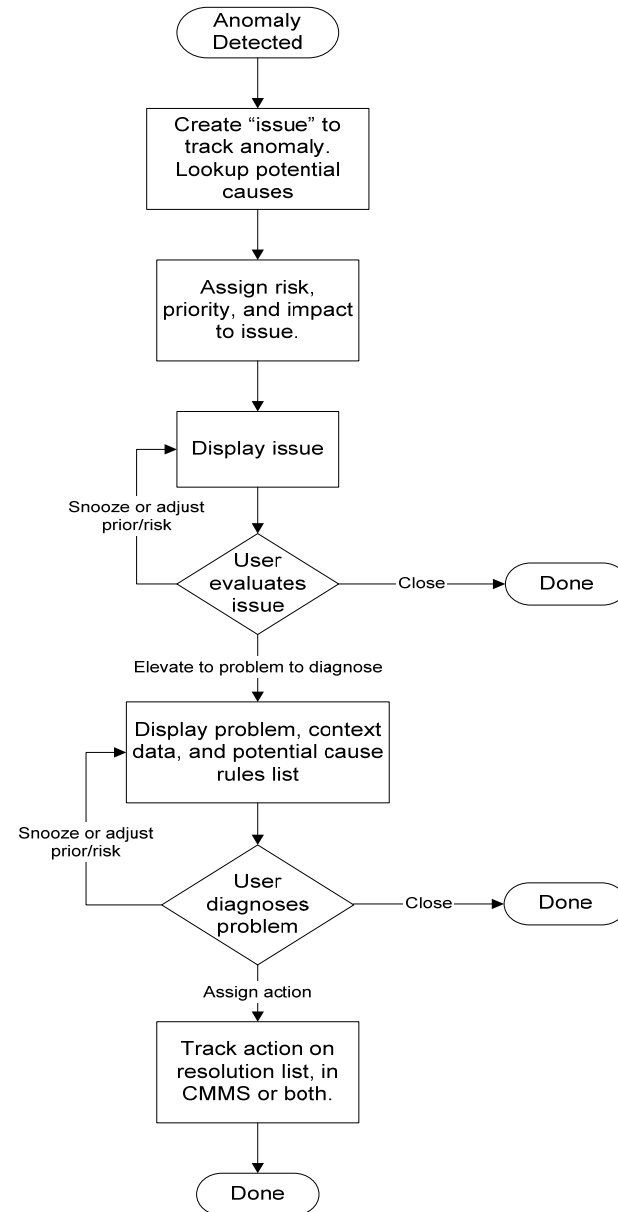 Anomaly
Detected
Create “issue” to
track anomaly.
Lookup potential
causes
Assign risk,
priority, and impact
to issue.
Display issue
Snooze or adjust
prior/risk
User
evaluates
issue
Close
Done
Elevate to problem to diagnose
Display problem, context
data, and potential cause
rules list
Snooze or adjust
prior/risk
User
diagnoses
problem
Close
Done
Assign action
Track action on
resolution list, in
CMMS or both.
Done